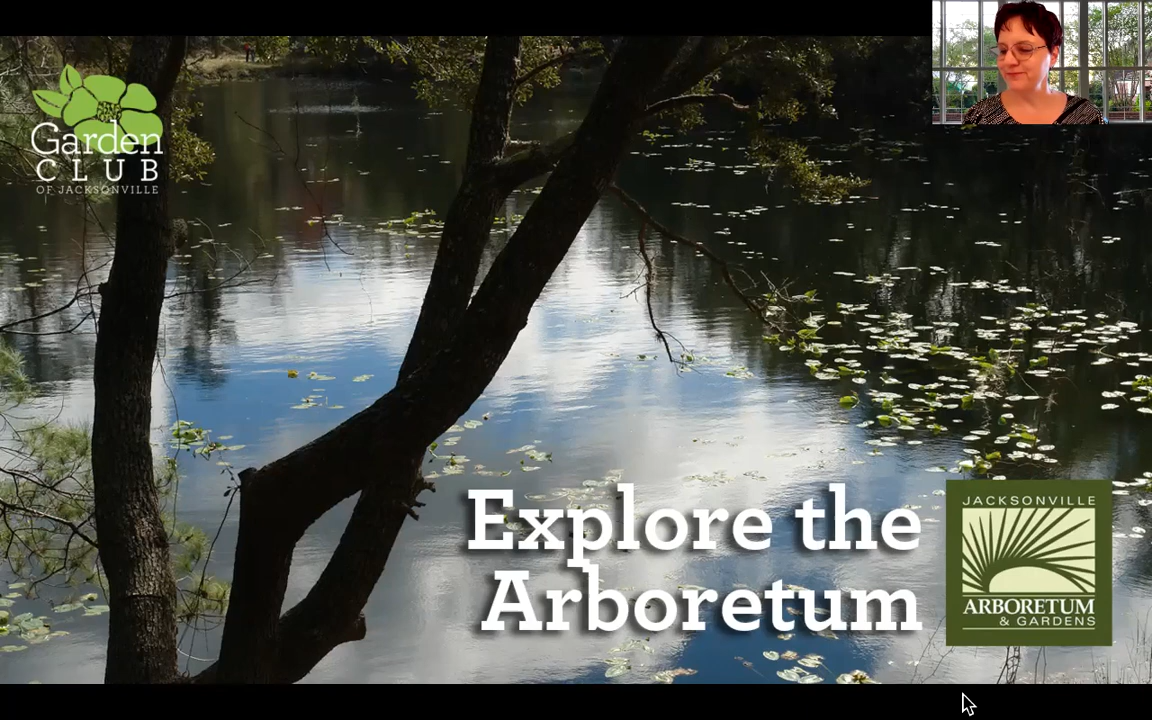 Garden
CLUB
OF JACKSONVILLE
Explore the
Arboretum
JACKSONVILLE
ARBORETUM
& GARDENS